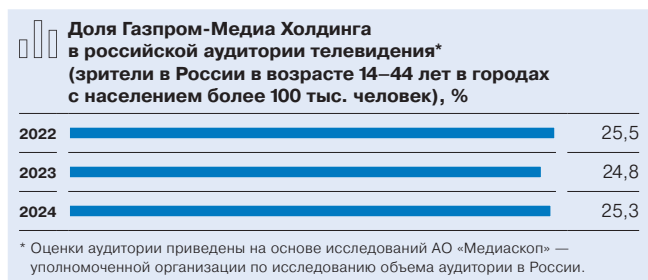 Доля Газпром-Медиа Холдинга
в российской аудитории телевидения*
(зрители в России в возрасте 14–44 лет в городах
с населением более 100 тыс. человек), %
2022 25,5
2023 24,8
2024 25,3
* Оценки аудитории приведены на основе исследований АО «Медиаскоп» —
уполномоченной организации по исследованию объема аудитории в России.